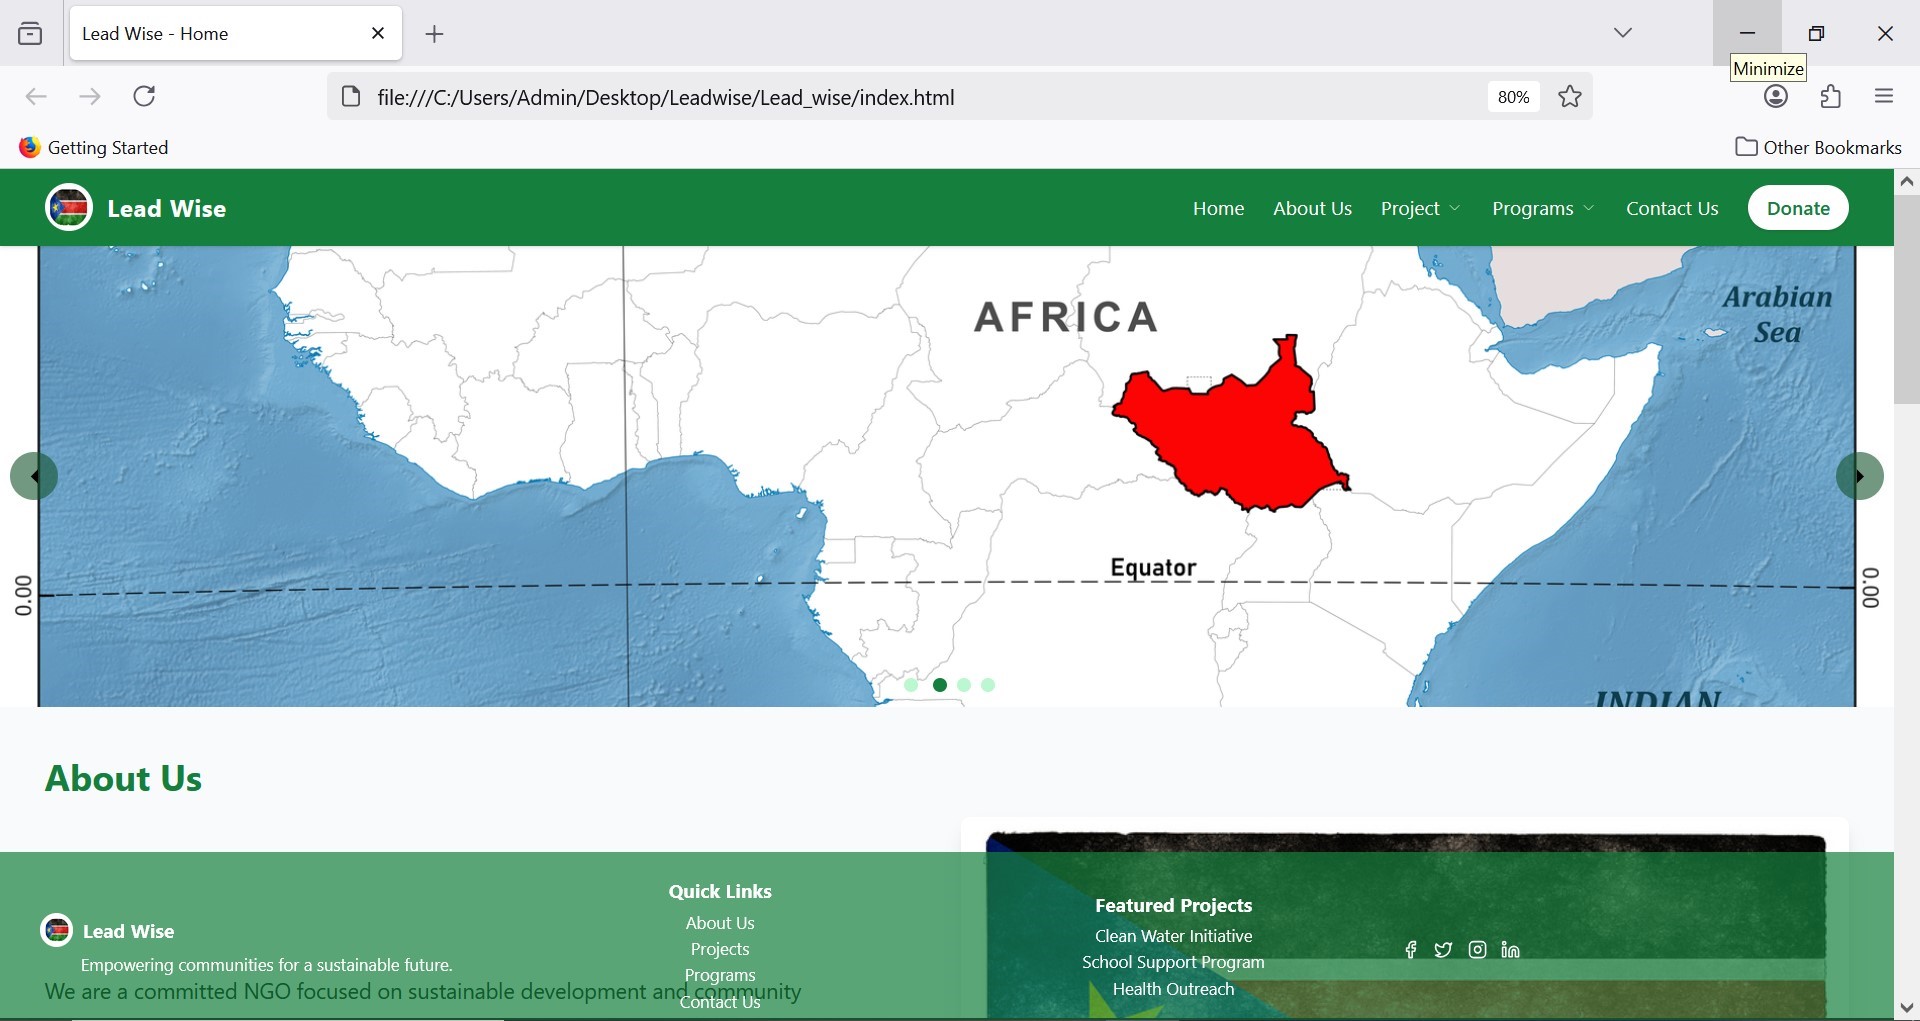 Lead Wise - Home
Minimize
file:///C:/Users/Admin/Desktop/Leadwise/Lead_wise/index.html
80%
Getting Started
Other Bookmarks
Lead Wise
Home
About Us
Project
Programs
Contact Us
Donate
AFRICA
Arabian
Sea
Equator
0.00
0.00
INDIAN
About Us
Lead Wise
Empowering communities for a sustainable future.
We are a committed NGO focused on sustainable development and community
Quick Links
About Us
Projects
Programs
Contact Us
Featured Projects
Clean Water Initiative
School Support Program
Health Outreach